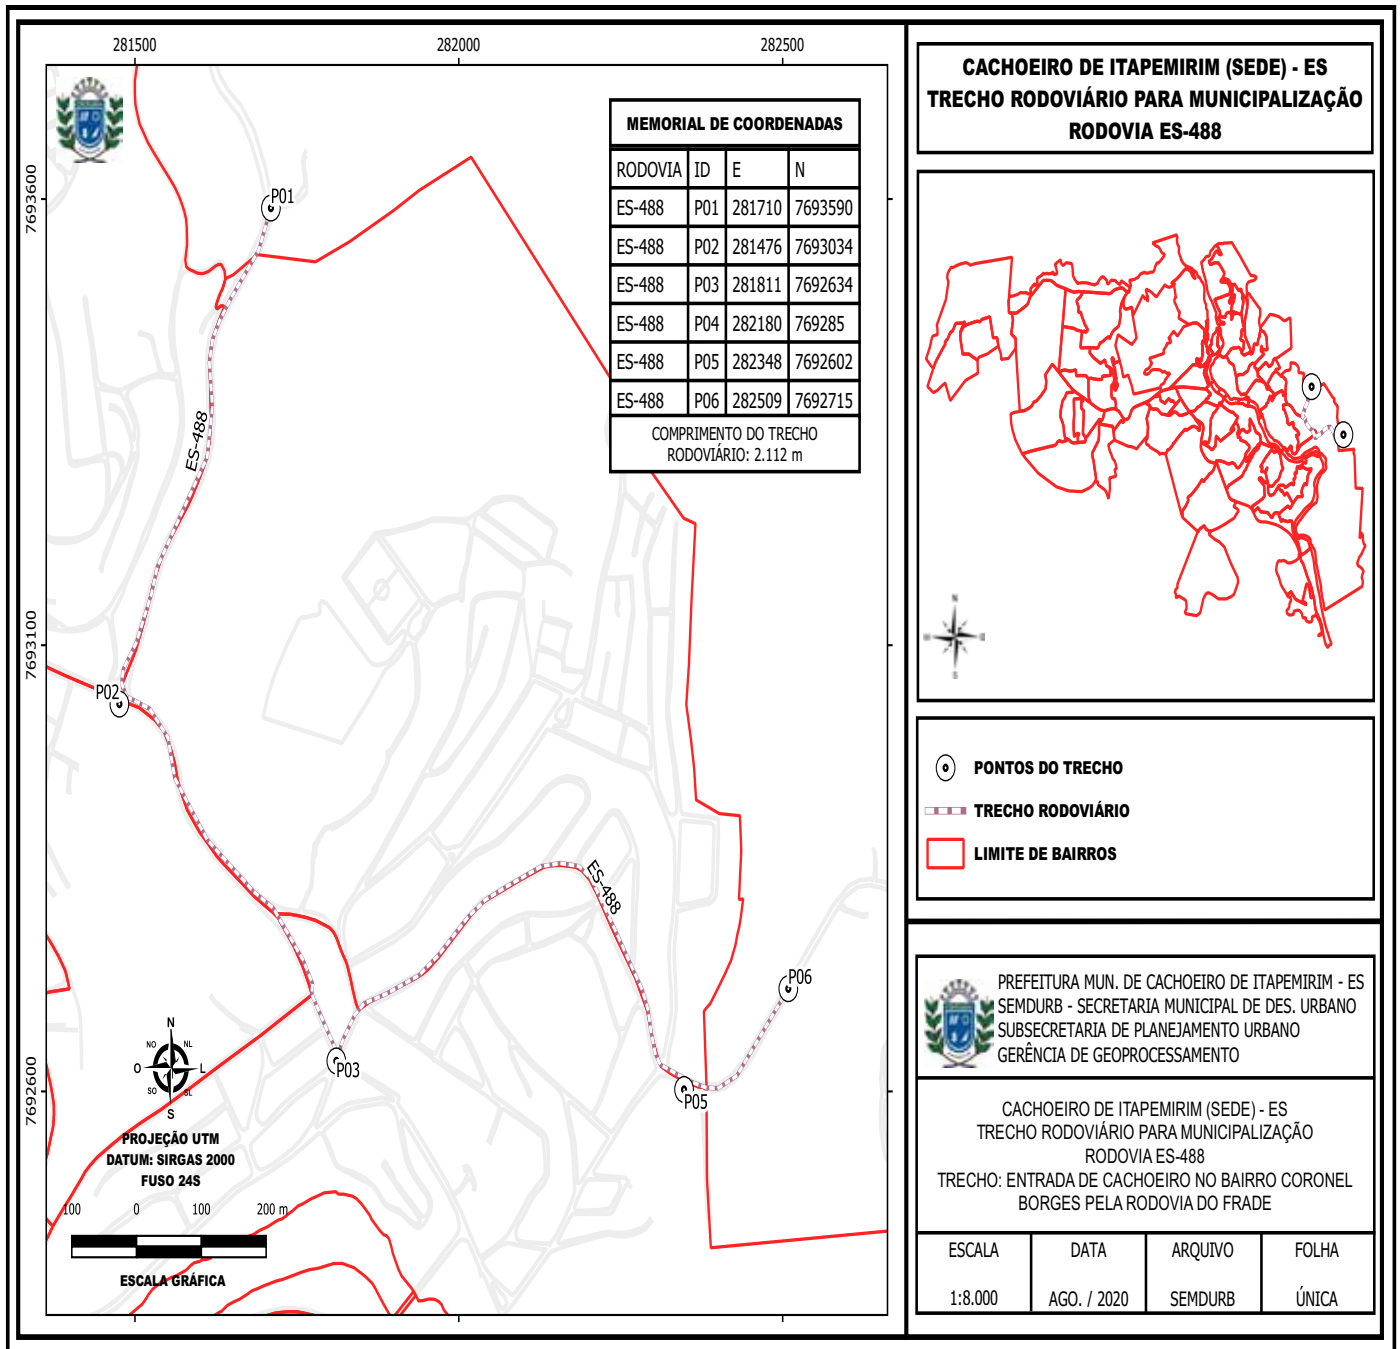 281500 282000 282500
7693600
7693100
7692600
P01
P02
P03
P05
P06
ES-488
ES-488
MEMORIAL DE COORDENADAS
RODOVIA ID E N
ES-488 P01 281710 7693590
ES-488 P02 281476 7693034
ES-488 P03 281811 7692634
ES-488 P04 282180 769285
ES-488 P05 282348 7692602
ES-488 P06 282509 7692715
COMPRIMENTO DO TRECHO
RODOVIÁRIO: 2.112 m
N
NO NL
O L
SO SL
S
PROJEÇÃO UTM
DATUM: SIRGAS 2000
FUSO 24S
100 0 100 200 m
ESCALA GRÁFICA
CACHOEIRO DE ITAPEMIRIM (SEDE) - ES
TRECHO RODOVIÁRIO PARA MUNICIPALIZAÇÃO
RODOVIA ES-488
N
S
PONTOS DO TRECHO
TRECHO RODOVIÁRIO
LIMITE DE BAIRROS
PREFEITURA MUN. DE CACHOEIRO DE ITAPEMIRIM - ES
SEMDURB - SECRETARIA MUNICIPAL DE DES. URBANO
SUBSECRETARIA DE PLANEJAMENTO URBANO
GERÊNCIA DE GEOPROCESSAMENTO
CACHOEIRO DE ITAPEMIRIM (SEDE) - ES
TRECHO RODOVIÁRIO PARA MUNICIPALIZAÇÃO
RODOVIA ES-488
TRECHO: ENTRADA DE CACHOEIRO NO BAIRRO CORONEL
BORGES PELA RODOVIA DO FRADE
ESCALA DATA ARQUIVO FOLHA
1:8.000 AGO. / 2020 SEMDURB ÚNICA